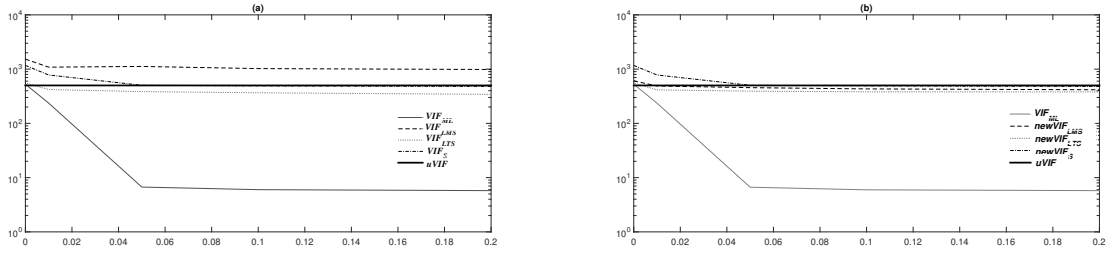 (a)
10^4
10^3
10^2
10^1
10^0
0 0.02 0.04 0.06 0.08 0.1 0.12 0.14 0.16 0.18 0.2
VIF_ML
VIF_LMS
VIF_LTS
VIF_S
uVIF
(b)
10^4
10^3
10^2
10^1
10^0
0 0.02 0.04 0.06 0.08 0.1 0.12 0.14 0.16 0.18 0.2
VIF_ML
newVIF_LMS
newVIF_LTS
newVIF_S
uVIF